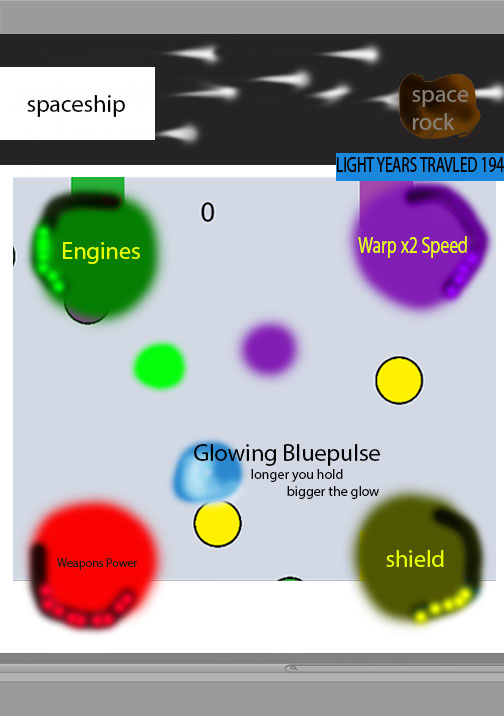 spaceship
space
rock
LIGHT YEARS TRAVLED 194
0
Engines
Warp x2 Speed
Glowing Bluepulse
longer you hold
bigger the glow
Weapons Power
shield